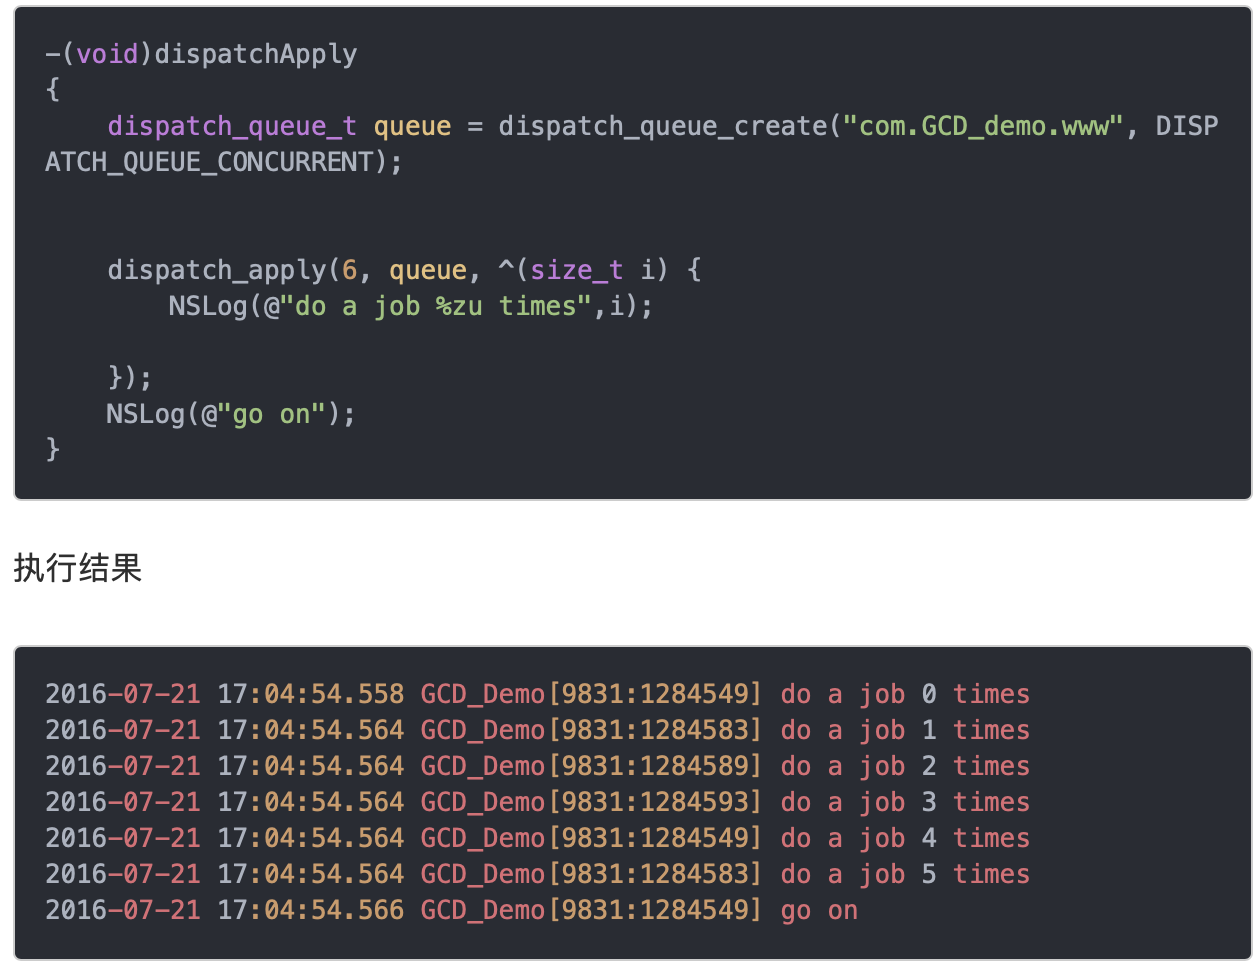 -(void)dispatchApply
{
    dispatch_queue_t queue = dispatch_queue_create("com.GCD_demo.www", DISP
ATCH_QUEUE_CONCURRENT);
    dispatch_apply(6, queue, ^(size_t i) {
        NSLog(@"do a job %zu times",i);
    });
    NSLog(@"go on");
}
执行结果
2016-07-21 17:04:54.558 GCD_Demo[9831:1284549] do a job 0 times
2016-07-21 17:04:54.564 GCD_Demo[9831:1284583] do a job 1 times
2016-07-21 17:04:54.564 GCD_Demo[9831:1284589] do a job 2 times
2016-07-21 17:04:54.564 GCD_Demo[9831:1284593] do a job 3 times
2016-07-21 17:04:54.564 GCD_Demo[9831:1284549] do a job 4 times
2016-07-21 17:04:54.564 GCD_Demo[9831:1284583] do a job 5 times
2016-07-21 17:04:54.566 GCD_Demo[9831:1284549] go on